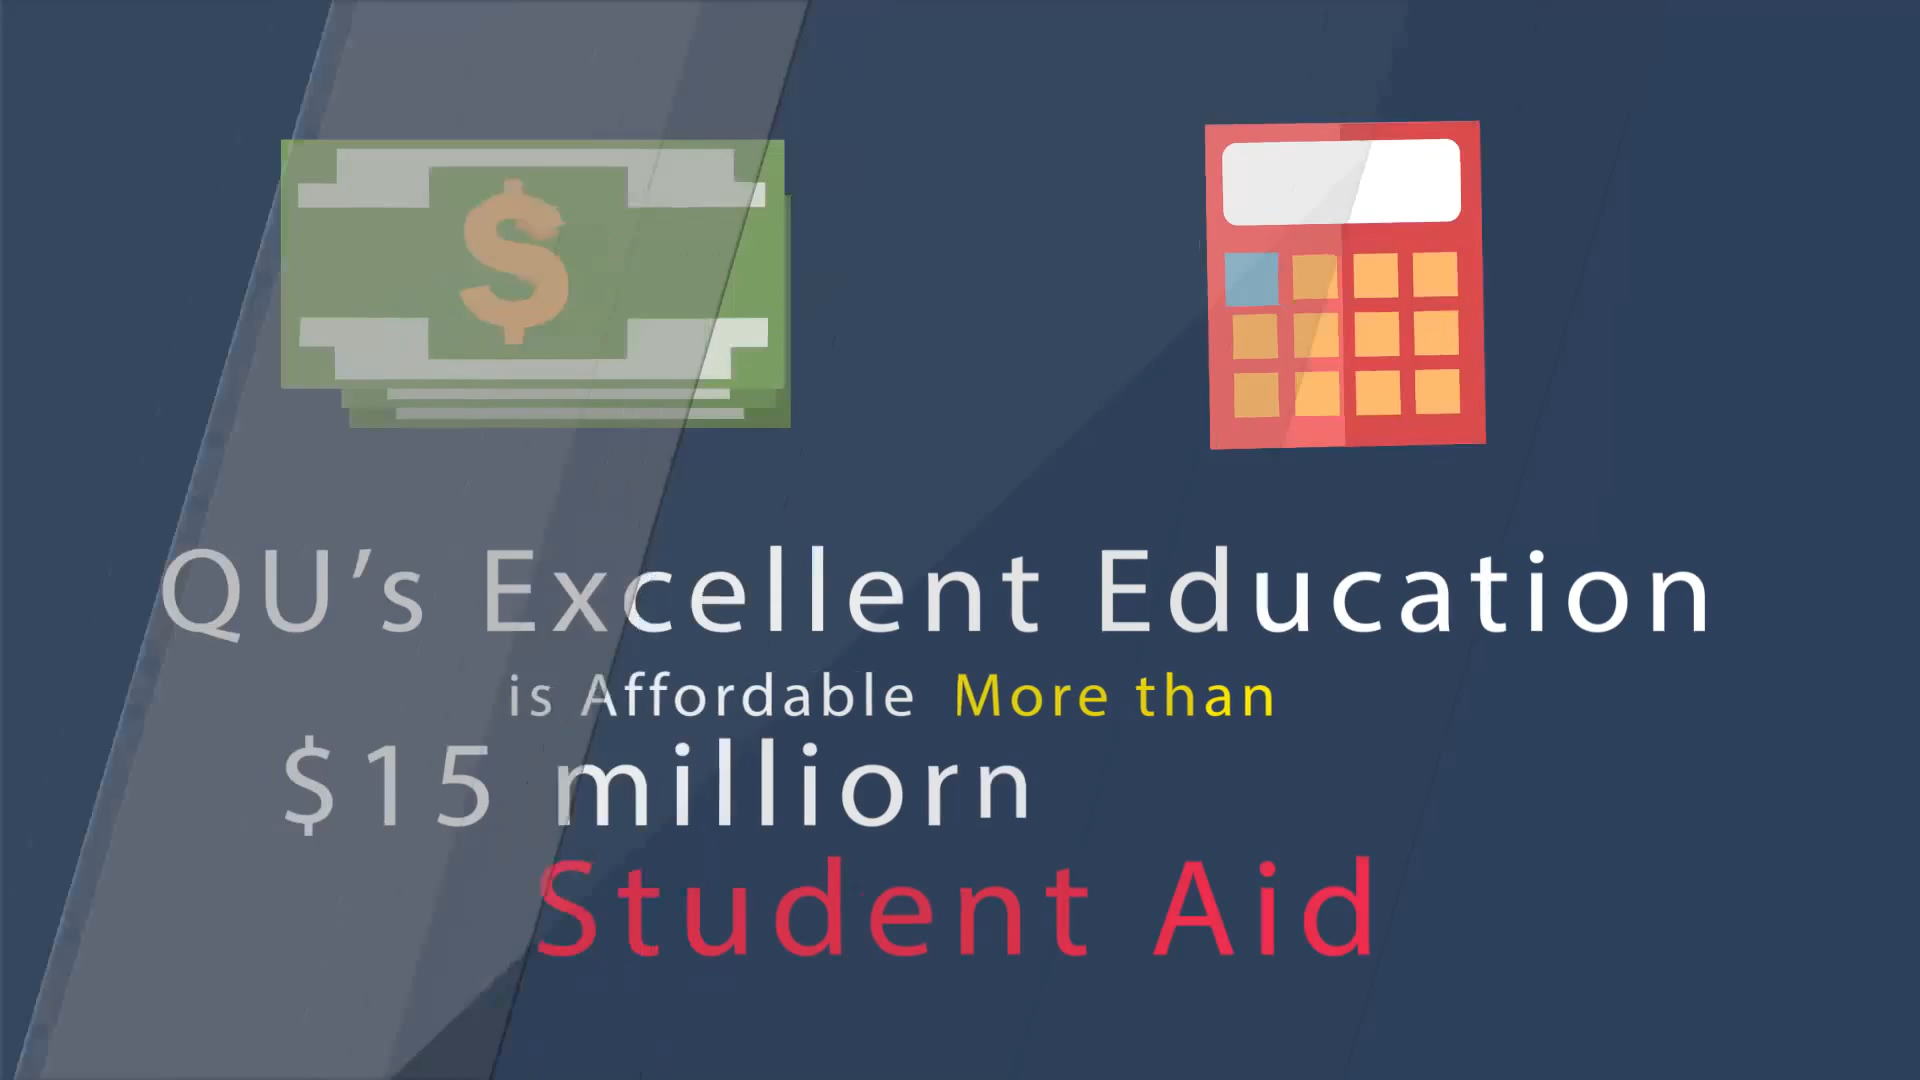 $
QU's Excellent Education
is Affordable More than
$15 milliorn
Student Aid